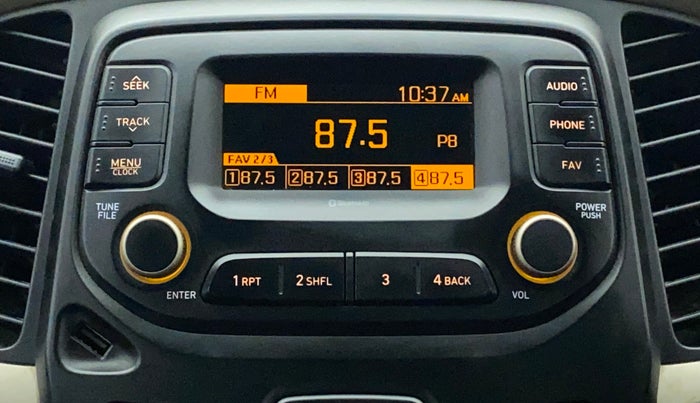 SEEK
TRACK
MENU
CLOCK
TUNE
FILE
ENTER
FM
10:37 AM
87.5
P8
FAV 2/3
1 87.5 2 87.5 3 87.5 4 87.5
AUDIO
PHONE
FAV
POWER
PUSH
VOL
1 RPT
2 SHFL
3
4 BACK